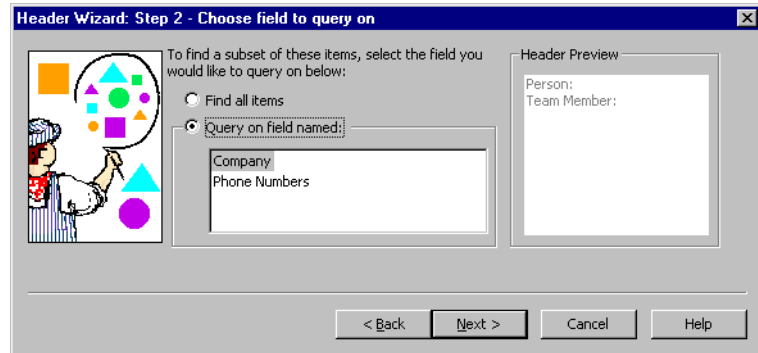 Header Wizard: Step 2 - Choose field to query on
To find a subset of these items, select the field you
would like to query on below:
Find all items
Query on field named:
Company
Phone Numbers
Header Preview
Person:
Team Member:
< Back
Next >
Cancel
Help